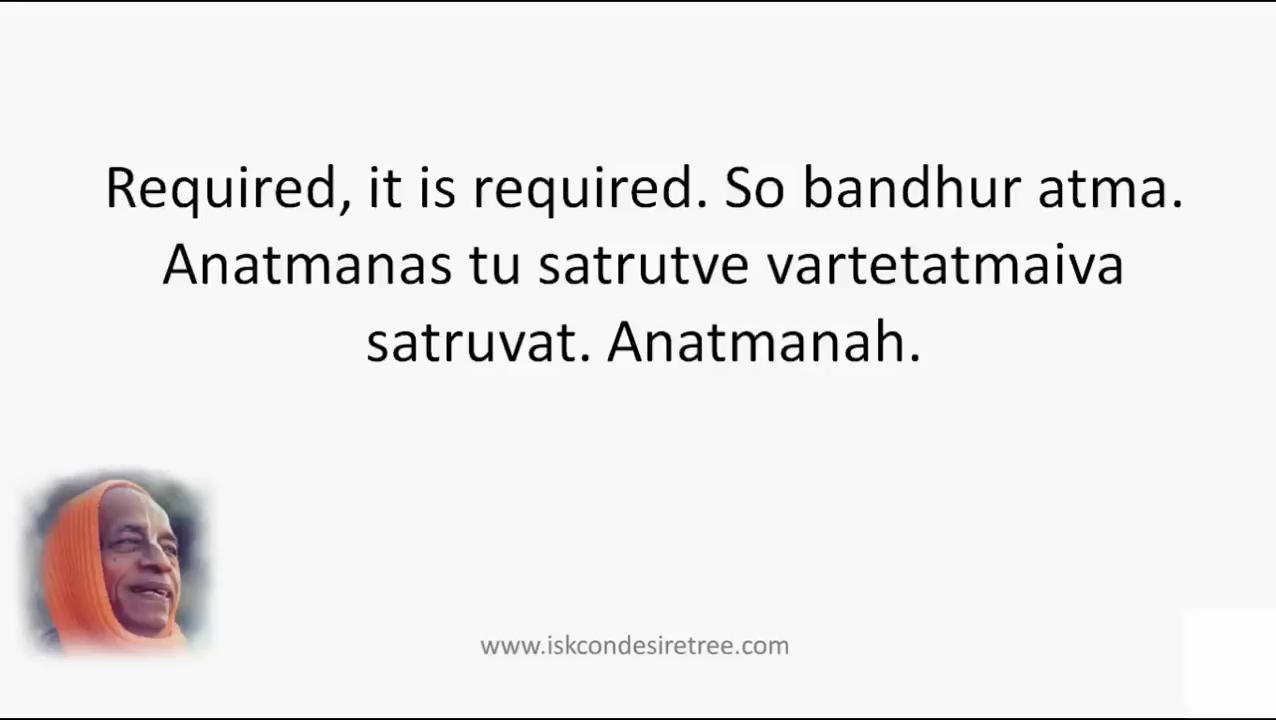 Required, it is required. So bandhur atma.
Anatmanas tu satrutve vartetatmaiva
satruvat. Anatmanah.
www.iskcondesiretree.com